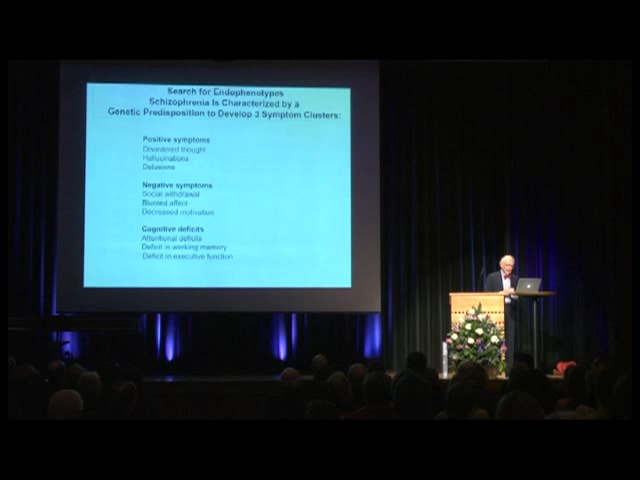 Search for Endophenotypes
Schizophrenia Is Characterized by a
Genetic Predisposition to Develop 3 Symptom Clusters:
Positive symptoms
Disordered thought
Hallucinations
Delusions
Negative symptoms
Social withdrawal
Blunted affect
Decreased motivation
Cognitive deficits
Attentional deficits
Deficit in working memory
Deficit in executive function